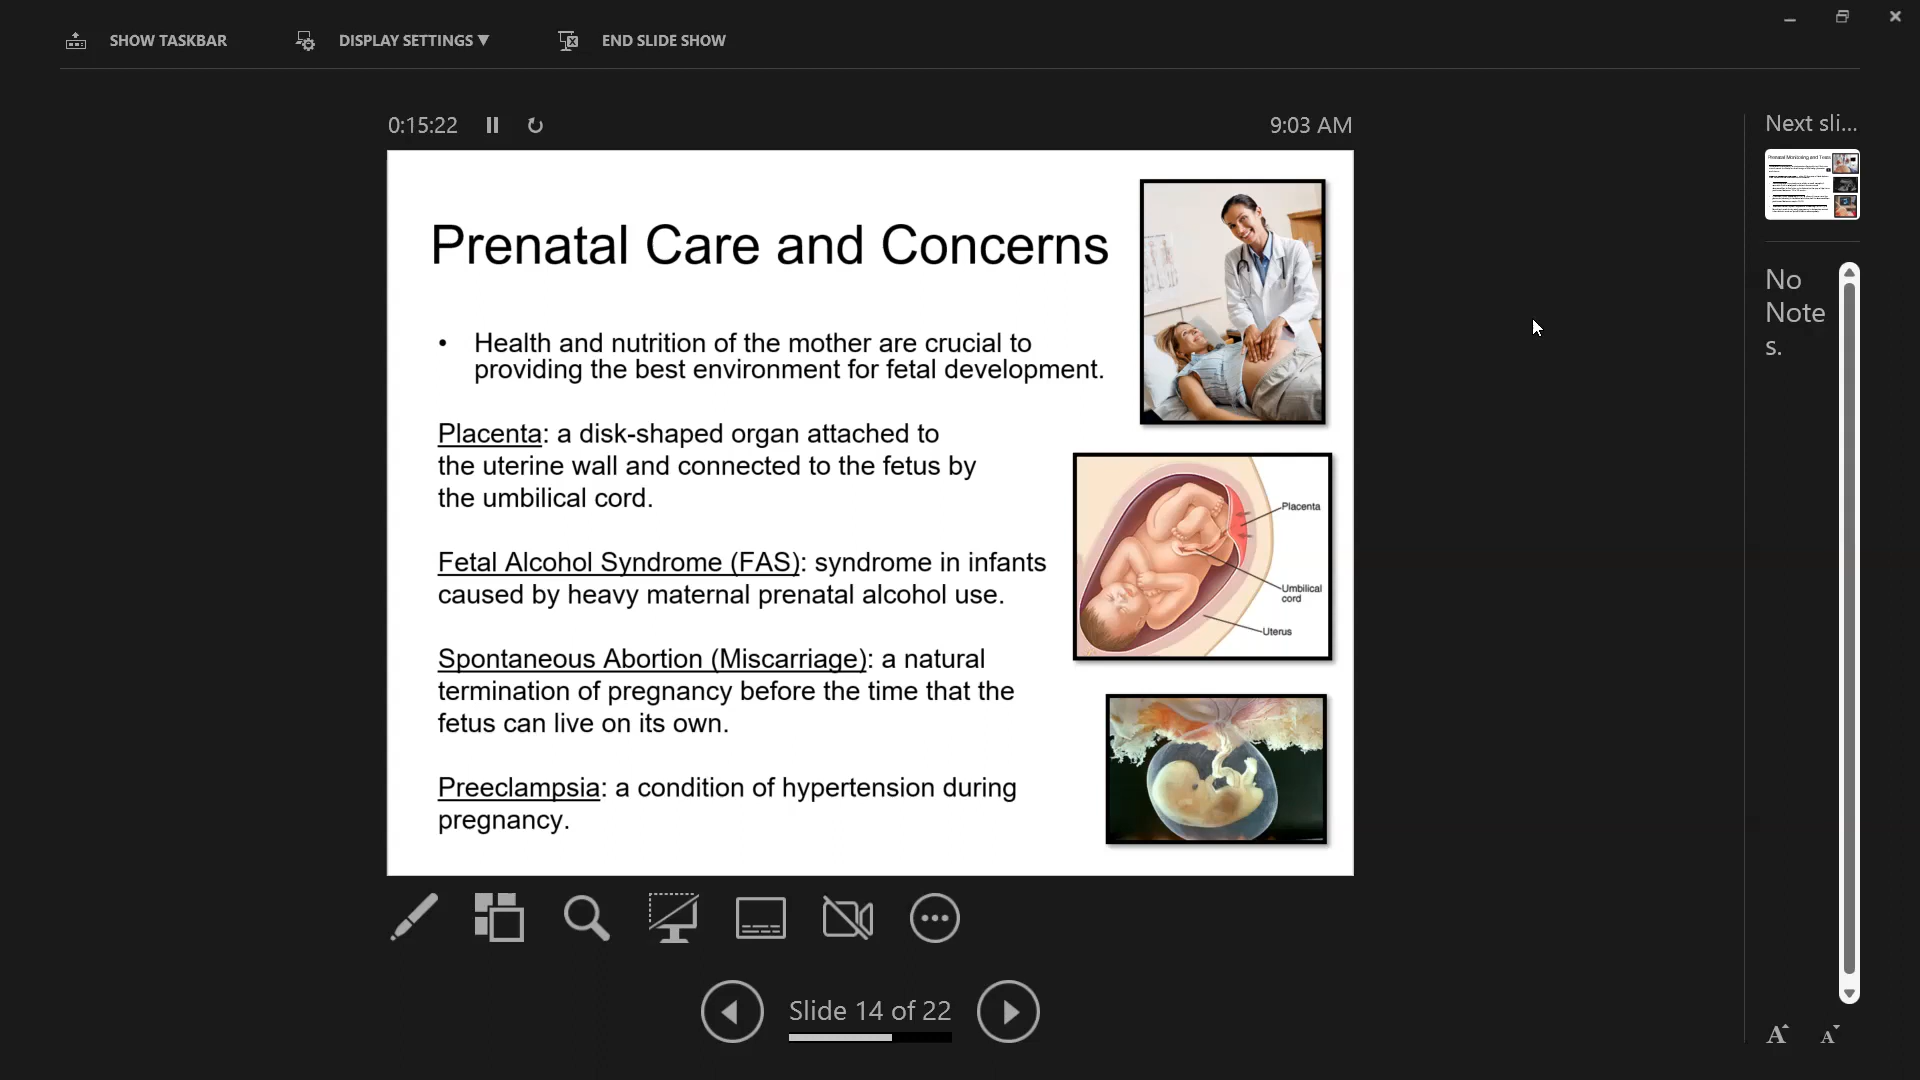 SHOW TASKBAR
DISPLAY SETTINGS ▼
END SLIDE SHOW
0:15:22
9:03 AM
Next sli...
Prenatal Care and Concerns
• Health and nutrition of the mother are crucial to
providing the best environment for fetal development.
Placenta: a disk-shaped organ attached to
the uterine wall and connected to the fetus by
the umbilical cord.
Fetal Alcohol Syndrome (FAS): syndrome in infants
caused by heavy maternal prenatal alcohol use.
Spontaneous Abortion (Miscarriage): a natural
termination of pregnancy before the time that the
fetus can live on its own.
Preeclampsia: a condition of hypertension during
pregnancy.
Placenta
Umbilical
cord
Uterus
Prenatal Monitoring and Tests
No
Note
s.
Slide 14 of 22
A
A